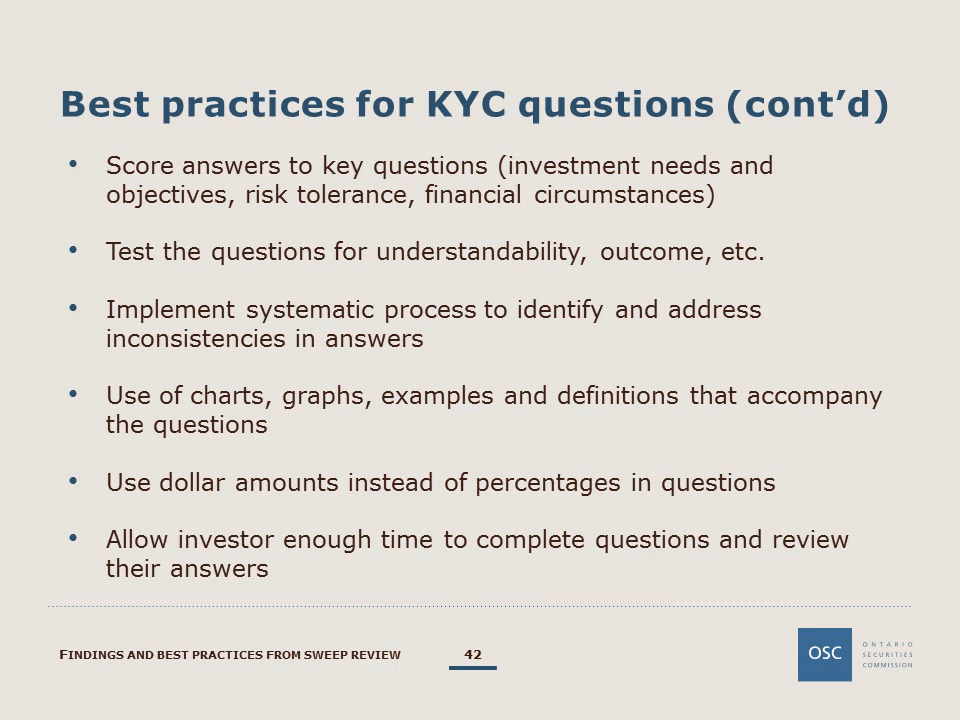 Best practices for KYC questions (cont’d)
• Score answers to key questions (investment needs and
objectives, risk tolerance, financial circumstances)
• Test the questions for understandability, outcome, etc.
• Implement systematic process to identify and address
inconsistencies in answers
• Use of charts, graphs, examples and definitions that accompany
the questions
• Use dollar amounts instead of percentages in questions
• Allow investor enough time to complete questions and review
their answers
FINDINGS AND BEST PRACTICES FROM SWEEP REVIEW
42
OSC
ONTARIO
SECURITIES
COMMISSION